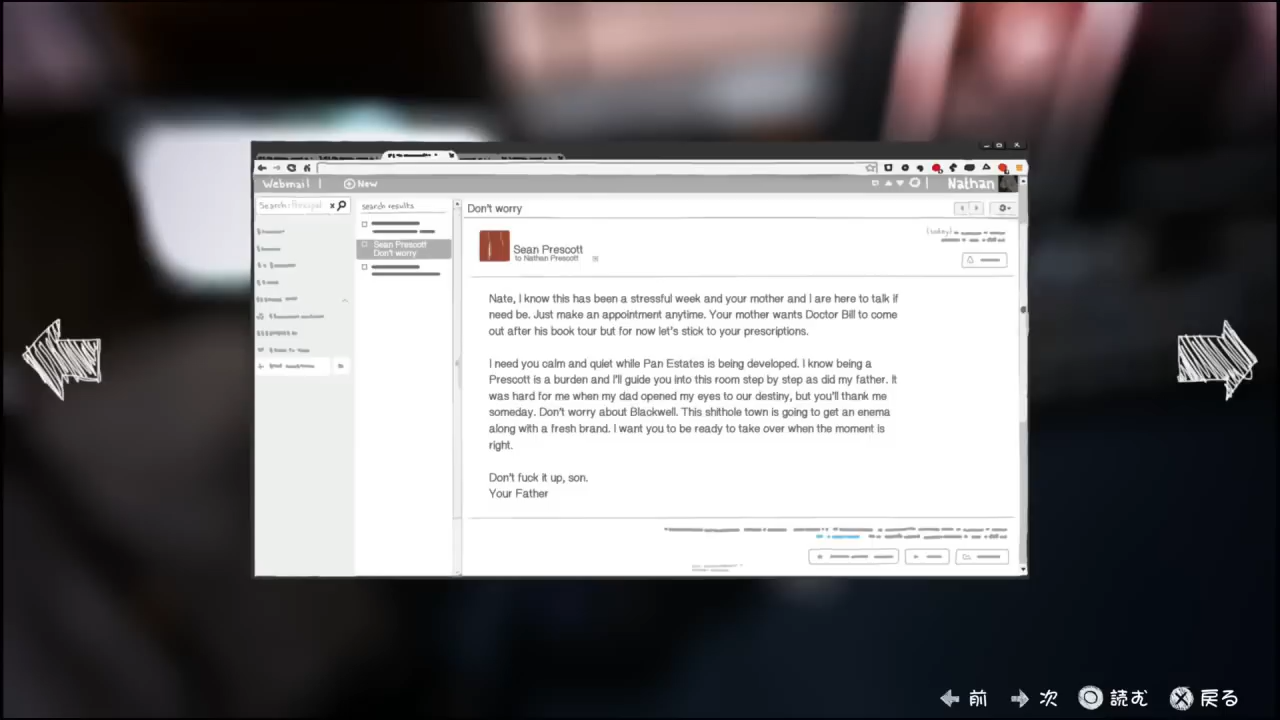 Webmail
New
Nathan
Search: Principal x
search results
Don't worry
Sean Prescott
Don't worry
Sean Prescott
to Nathan Prescott
(today)
Nate, I know this has been a stressful week and your mother and I are here to talk if
need be. Just make an appointment anytime. Your mother wants Doctor Bill to come
out after his book tour but for now let's stick to your prescriptions.
I need you calm and quiet while Pan Estates is being developed. I know being a
Prescott is a burden and I'll guide you into this room step by step as did my father. It
was hard for me when my dad opened my eyes to our destiny, but you'll thank me
someday. Don't worry about Blackwell. This shithole town is going to get an enema
along with a fresh brand. I want you to be ready to take over when the moment is
right.
Don't fuck it up, son.
Your Father
前 次 読む 戻る